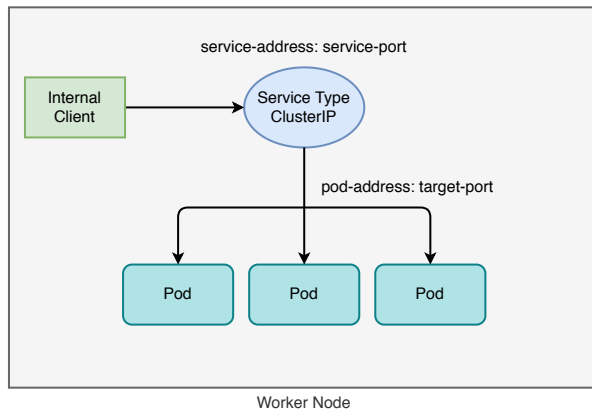 service-address: service-port
Internal
Client
Service Type
ClusterIP
pod-address: target-port
Pod
Pod
Pod
Worker Node